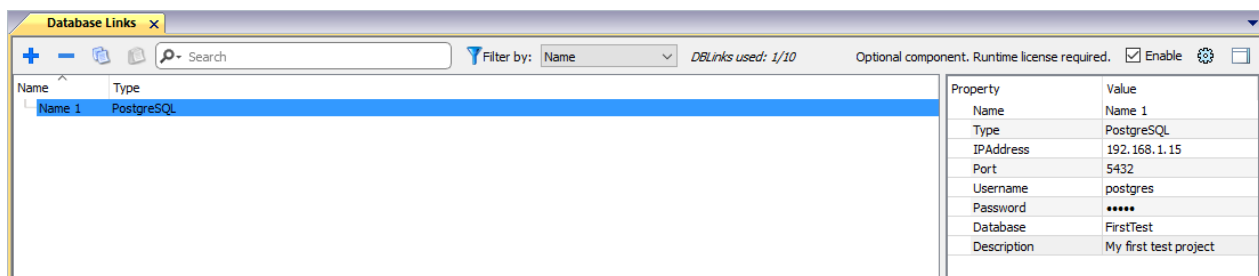 Database Links
Search
Filter by: Name
DBLinks used: 1/10
Optional component. Runtime license required.
Enable
Name Type
Name 1 PostgreSQL
Property Value
Name Name 1
Type PostgreSQL
IPAddress 192.168.1.15
Port 5432
Username postgres
Password •••••
Database FirstTest
Description My first test project